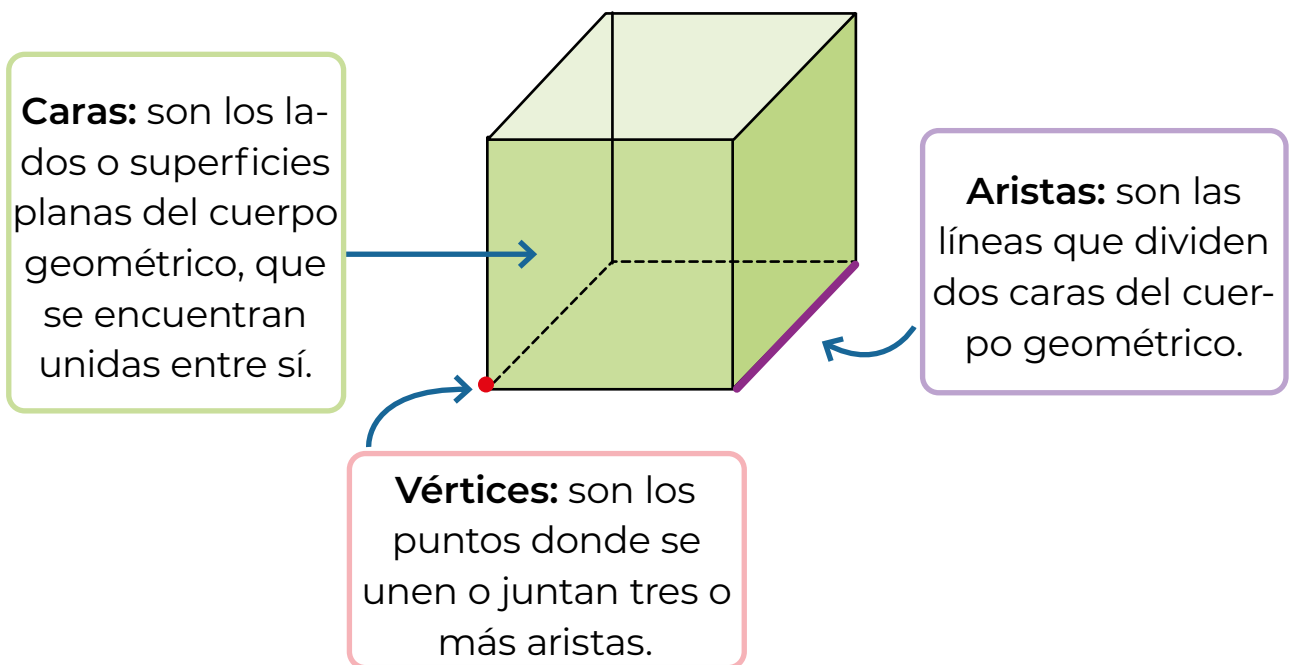 Caras: son los la-
dos o superficies
planas del cuerpo
geométrico, que
se encuentran
unidas entre sí.
Aristas: son las
líneas que dividen
dos caras del cuer-
po geométrico.
Vértices: son los
puntos donde se
unen o juntan tres o
más aristas.